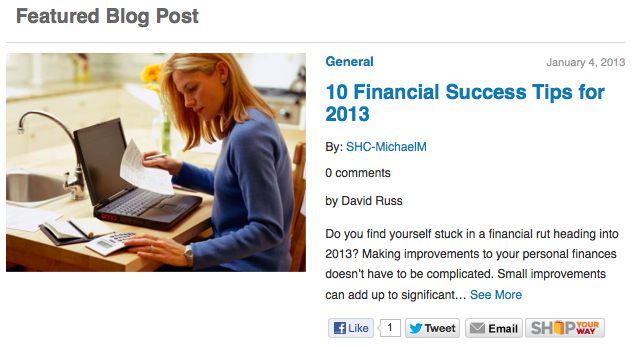 Featured Blog Post
General
January 4, 2013
10 Financial Success Tips for
2013
By: SHC-MichaelM
0 comments
by David Russ
Do you find yourself stuck in a financial rut heading into
2013? Making improvements to your personal finances
doesn't have to be complicated. Small improvements
can add up to significant… See More
Like 1 Tweet Email SHOP YOUR WAY